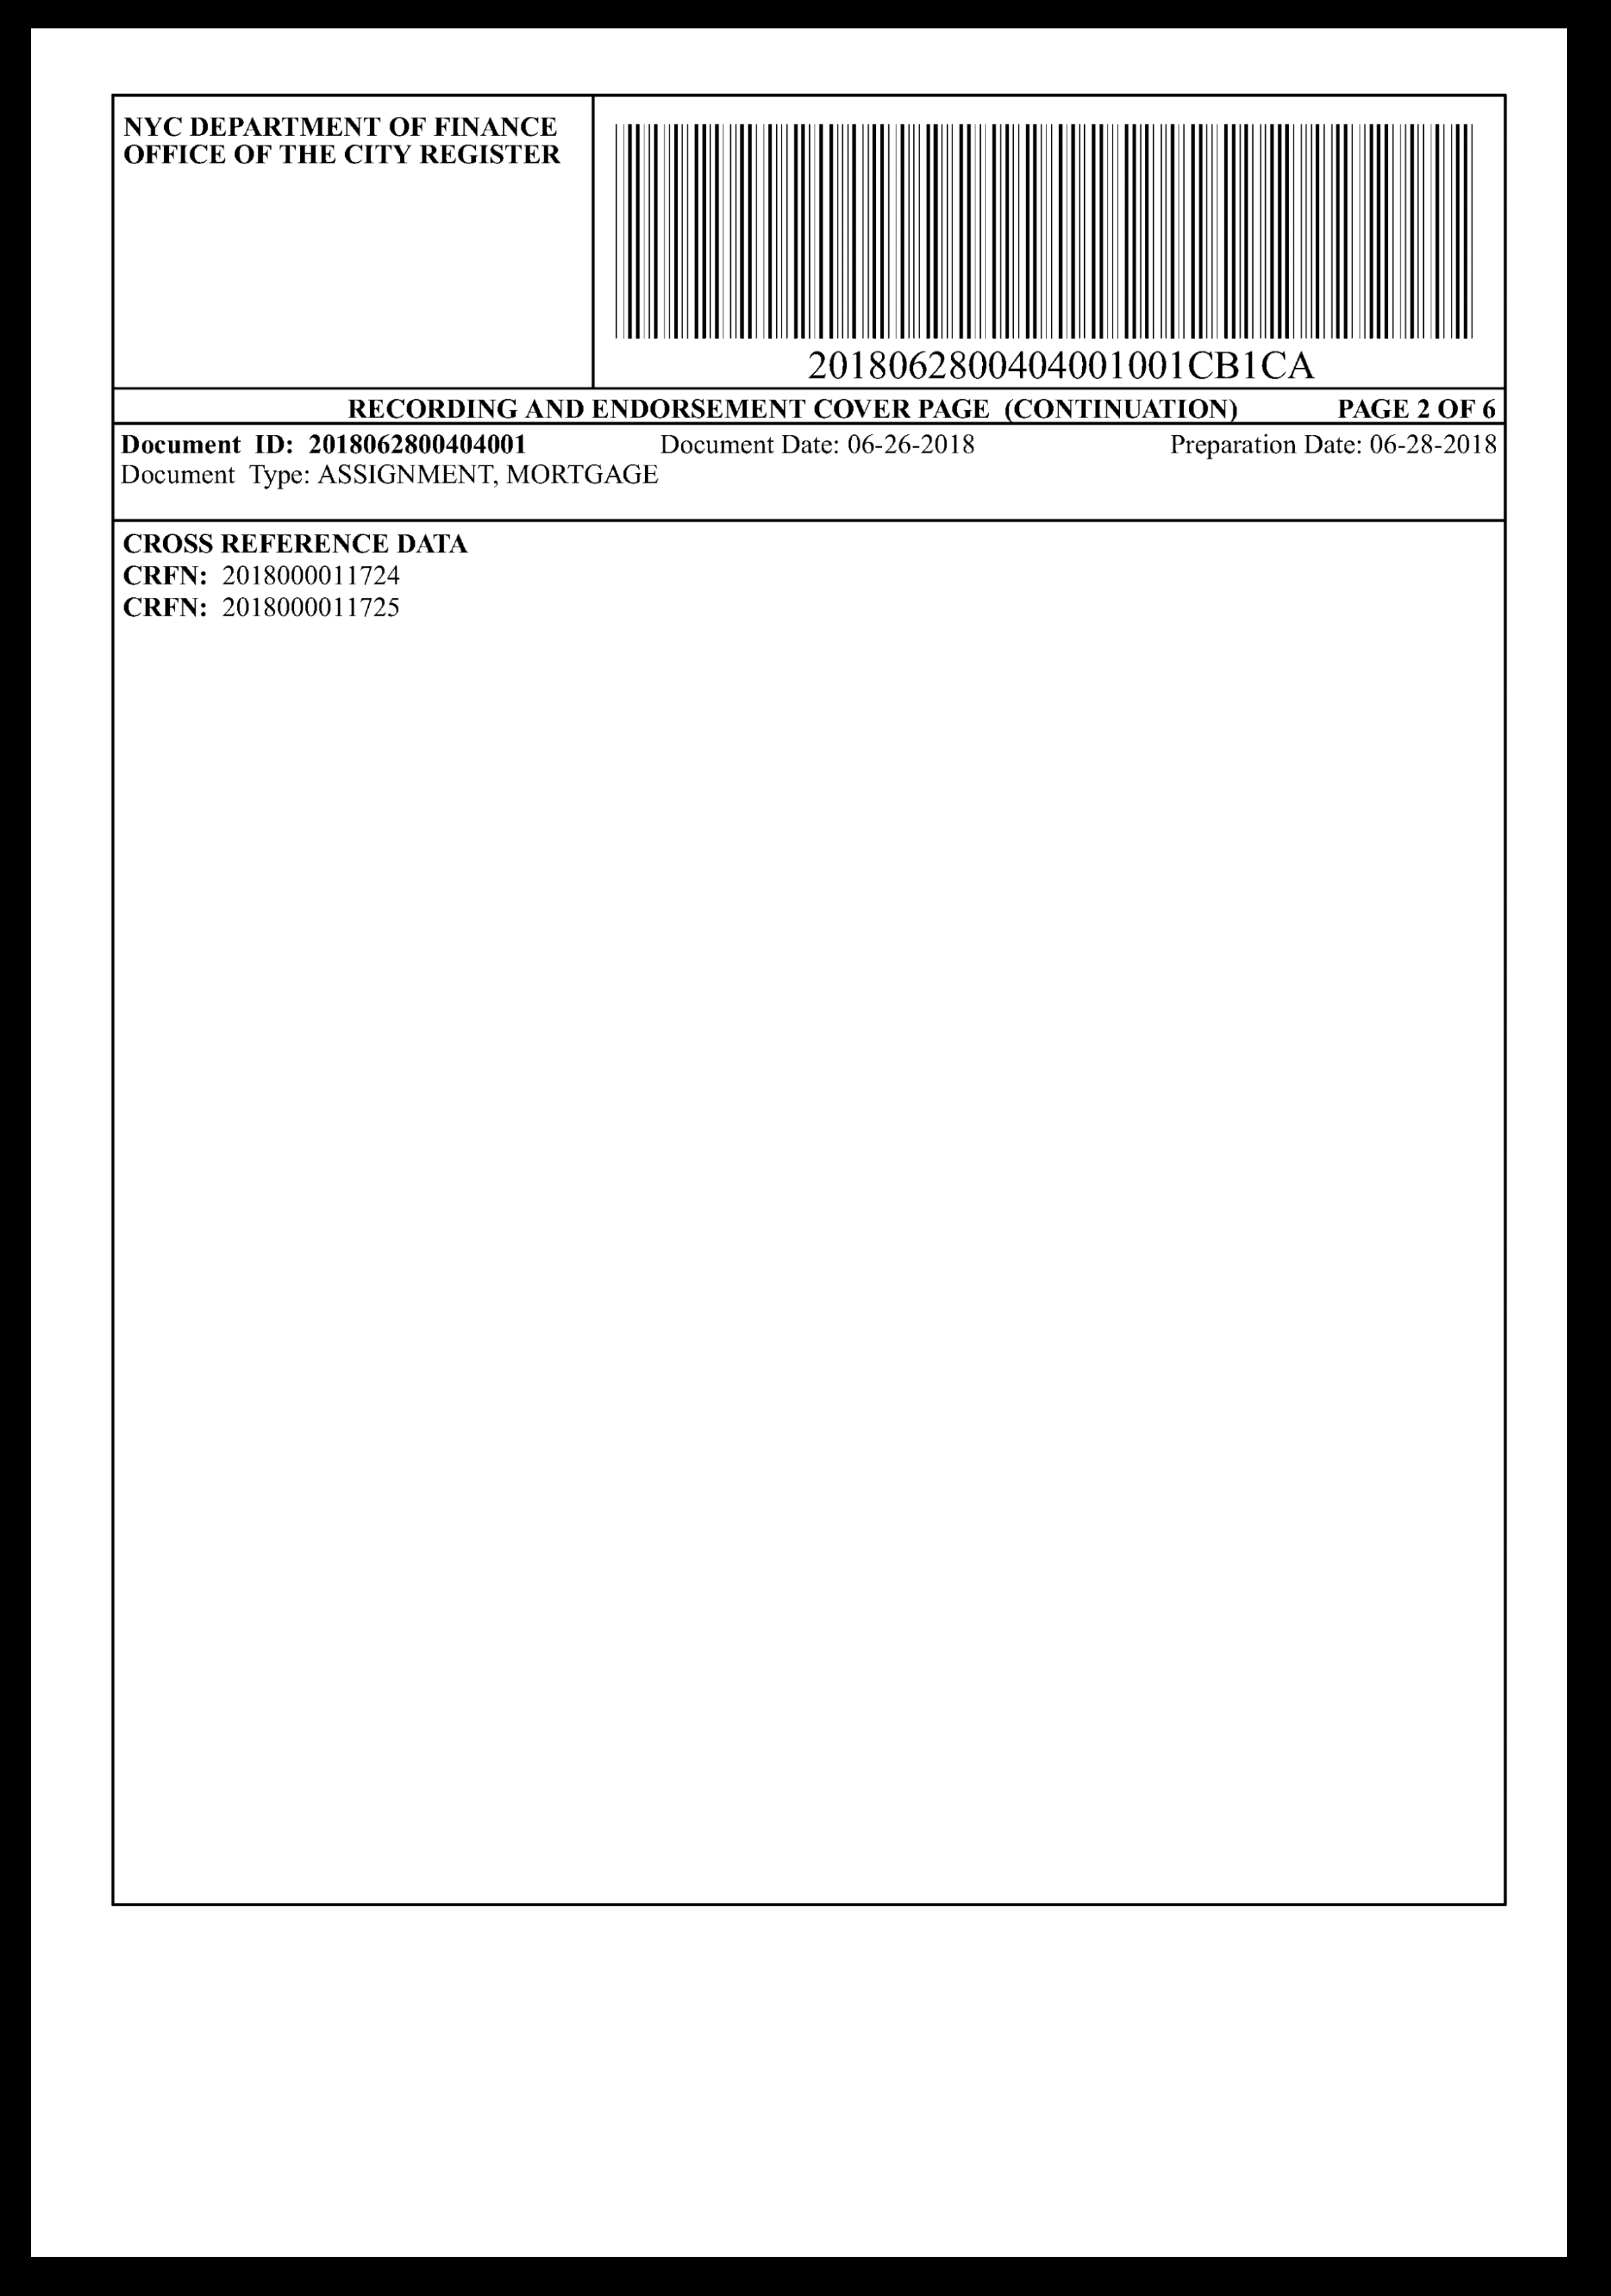 NYC DEPARTMENT OF FINANCE
OFFICE OF THE CITY REGISTER
2018062800404001001CB1CA
RECORDING AND ENDORSEMENT COVER PAGE (CONTINUATION) PAGE 2 OF 6
Document ID: 2018062800404001 Document Date: 06-26-2018 Preparation Date: 06-28-2018
Document Type: ASSIGNMENT, MORTGAGE
CROSS REFERENCE DATA
CRFN: 2018000011724
CRFN: 2018000011725